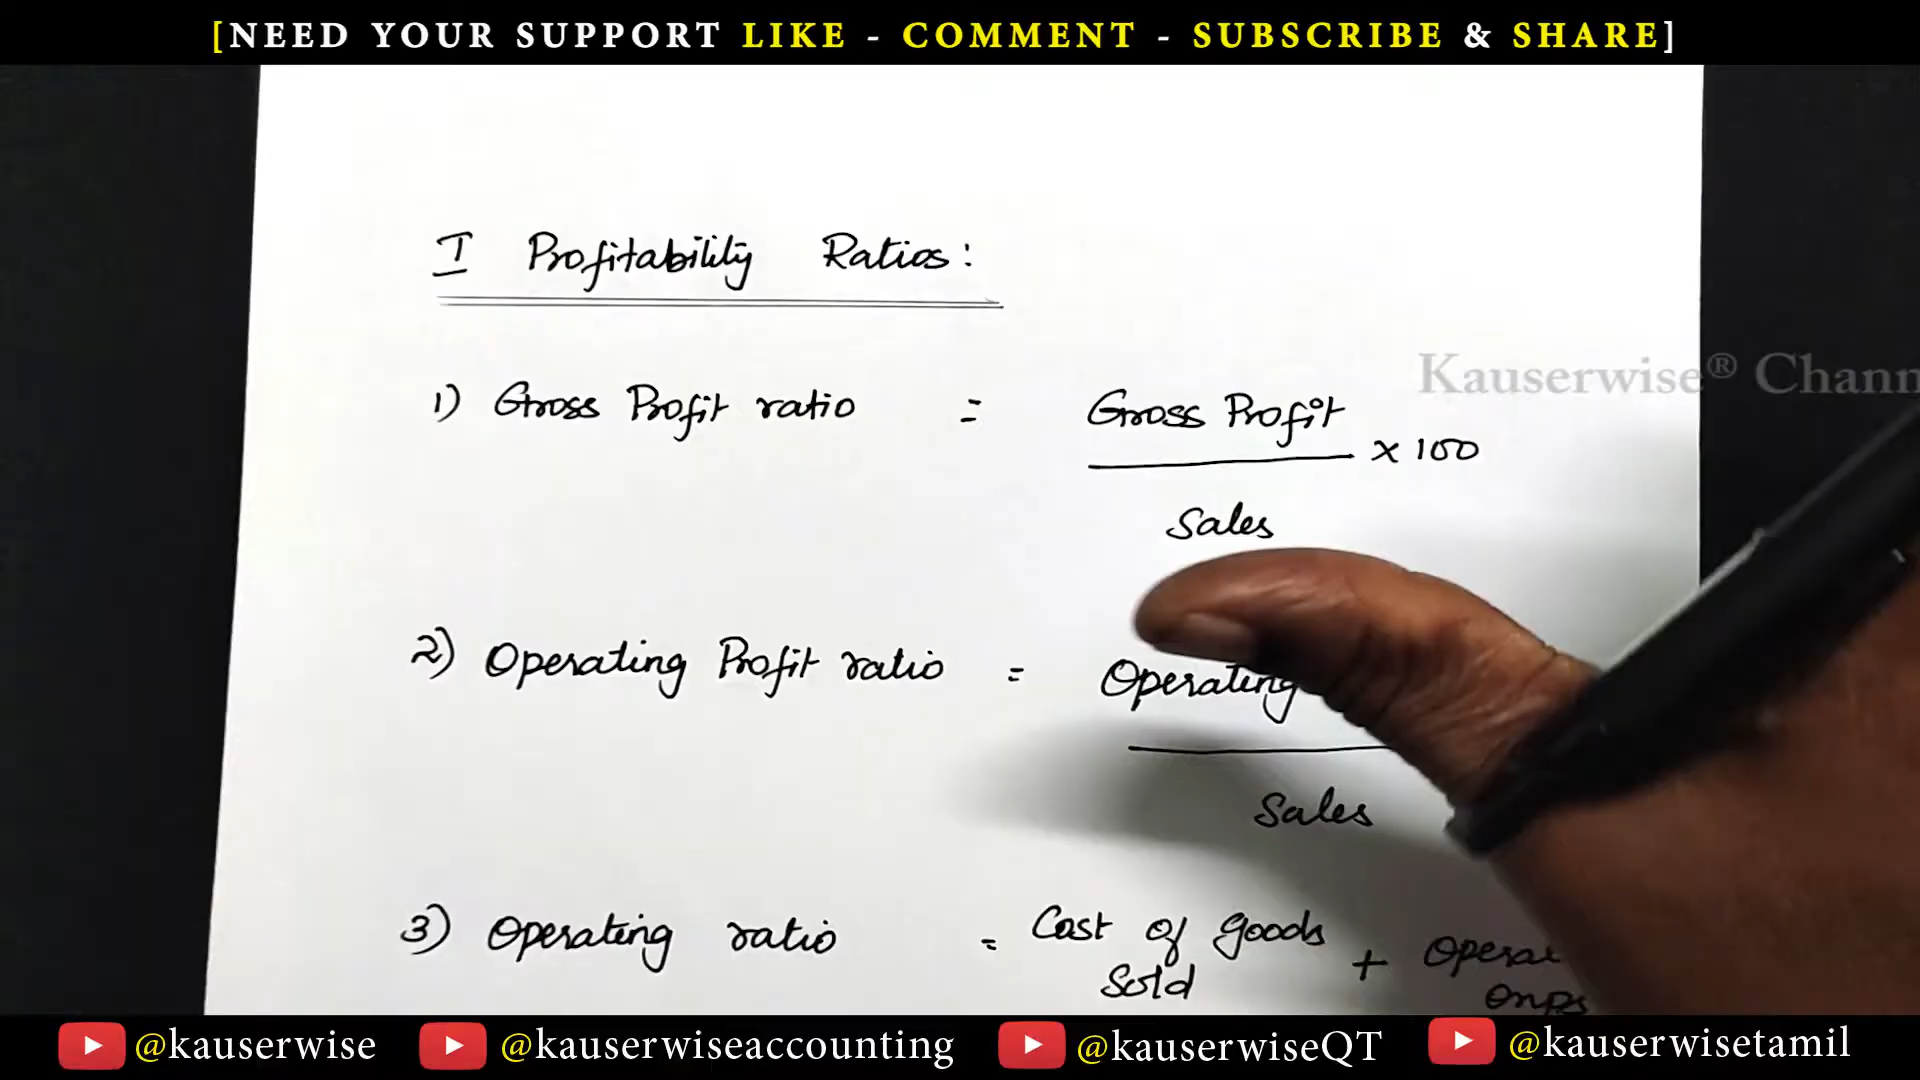 [NEED YOUR SUPPORT LIKE - COMMENT - SUBSCRIBE & SHARE]
I Profitability Ratios:
Kauserwise® Chann
1) Gross Profit ratio = Gross Profit
x 100
Sales
2) Operating Profit ratio = Operating
Sales
3) Operating ratio = Cost of goods
Sold + Operat
@kauserwise @kauserwiseaccounting @kauserwiseQT @kauserwisetamil